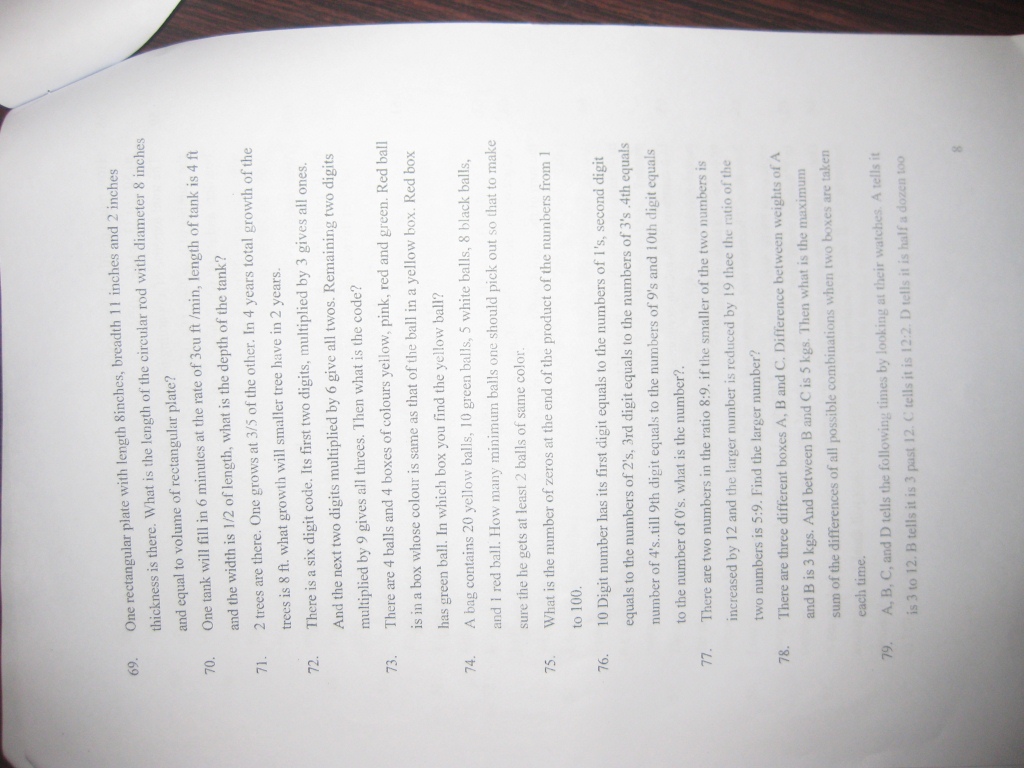 69. One rectangular plate with length 8inches, breadth 11 inches and 2 inches
thickness is there. What is the length of the circular rod with diameter 8 inches
and equal to volume of rectangular plate?
70. One tank will fill in 6 minutes at the rate of 3cu ft /min, length of tank is 4 ft
and the width is 1/2 of length, what is the depth of the tank?
71. 2 trees are there. One grows at 3/5 of the other. In 4 years total growth of the
trees is 8 ft. what growth will smaller tree have in 2 years.
72. There is a six digit code. Its first two digits, multiplied by 3 gives all ones.
And the next two digits multiplied by 6 give all twos. Remaining two digits
multiplied by 9 gives all threes. Then what is the code?
73. There are 4 balls and 4 boxes of colours yellow, pink, red and green. Red ball
is in a box whose colour is same as that of the ball in a yellow box. Red box
has green ball. In which box you find the yellow ball?
74. A bag contains 20 yellow balls, 10 green balls, 5 white balls, 8 black balls,
and 1 red ball. How many minimum balls one should pick out so that to make
sure the he gets at least 2 balls of same color.
75. What is the number of zeros at the end of the product of the numbers from 1
to 100.
76. 10 Digit number has its first digit equals to the numbers of 1's, second digit
equals to the numbers of 2's, 3rd digit equals to the numbers of 3's .4th equals
number of 4's..till 9th digit equals to the numbers of 9's and 10th digit equals
to the number of 0's. what is the number?.
77. There are two numbers in the ratio 8:9. if the smaller of the two numbers is
increased by 12 and the larger number is reduced by 19 thee the ratio of the
two numbers is 5:9. Find the larger number?
78. There are three different boxes A, B and C. Difference between weights of A
and B is 3 kgs. And between B and C is 5 kgs. Then what is the maximum
sum of the differences of all possible combinations when two boxes are taken
each time.
79. A, B, C, and D tells the following times by looking at their watches. A tells it
is 3 to 12. B tells it is 3 past 12. C tells it is 12:2. D tells it is half a dozen too
8